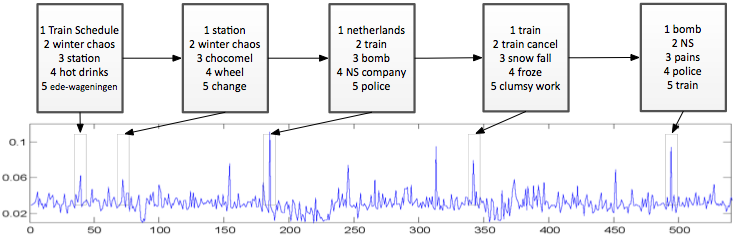 1 Train Schedule
2 winter chaos
3 station
4 hot drinks
5 ede-wageningen
1 station
2 winter chaos
3 chocomel
4 wheel
5 change
1 netherlands
2 train
3 bomb
4 NS company
5 police
1 train
2 train cancel
3 snow fall
4 froze
5 clumsy work
1 bomb
2 NS
3 pains
4 police
5 train
0.1
0.06
0.02
0 50 100 150 200 250 300 350 400 450 500